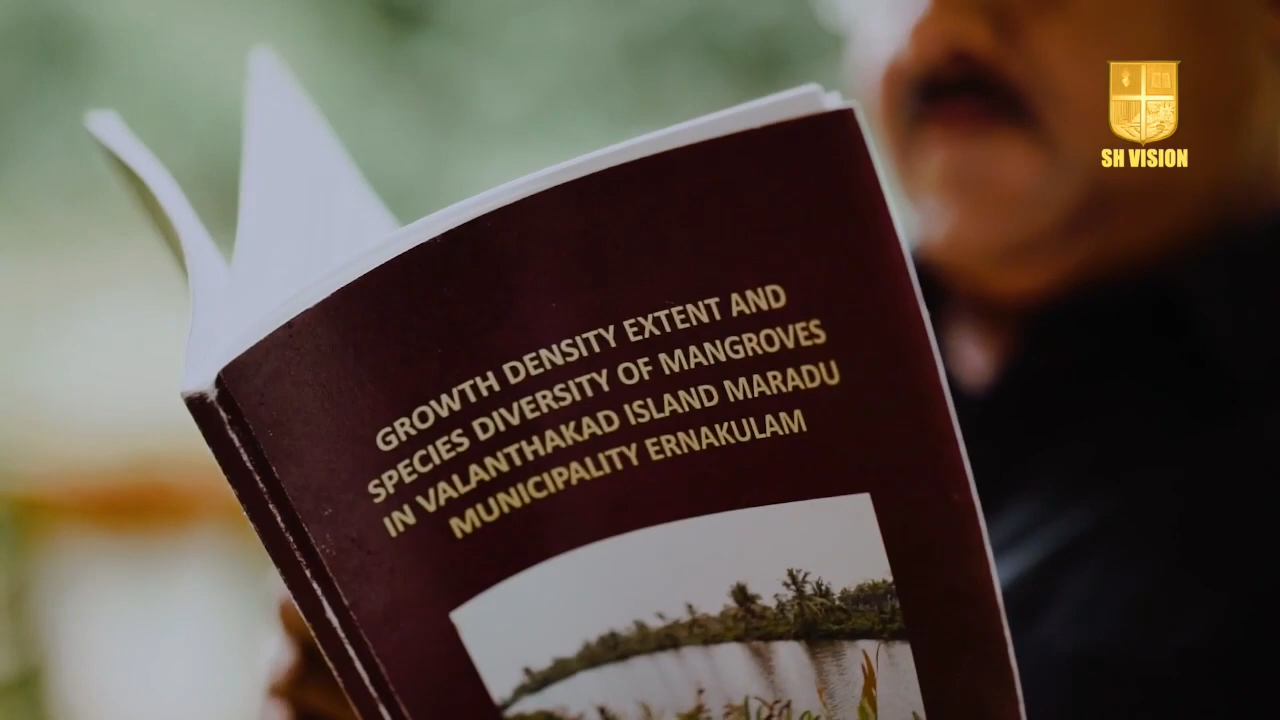 SH VISION
GROWTH DENSITY EXTENT AND
SPECIES DIVERSITY OF MANGROVES
IN VALANTHAKAD ISLAND MARADU
MUNICIPALITY ERNAKULAM